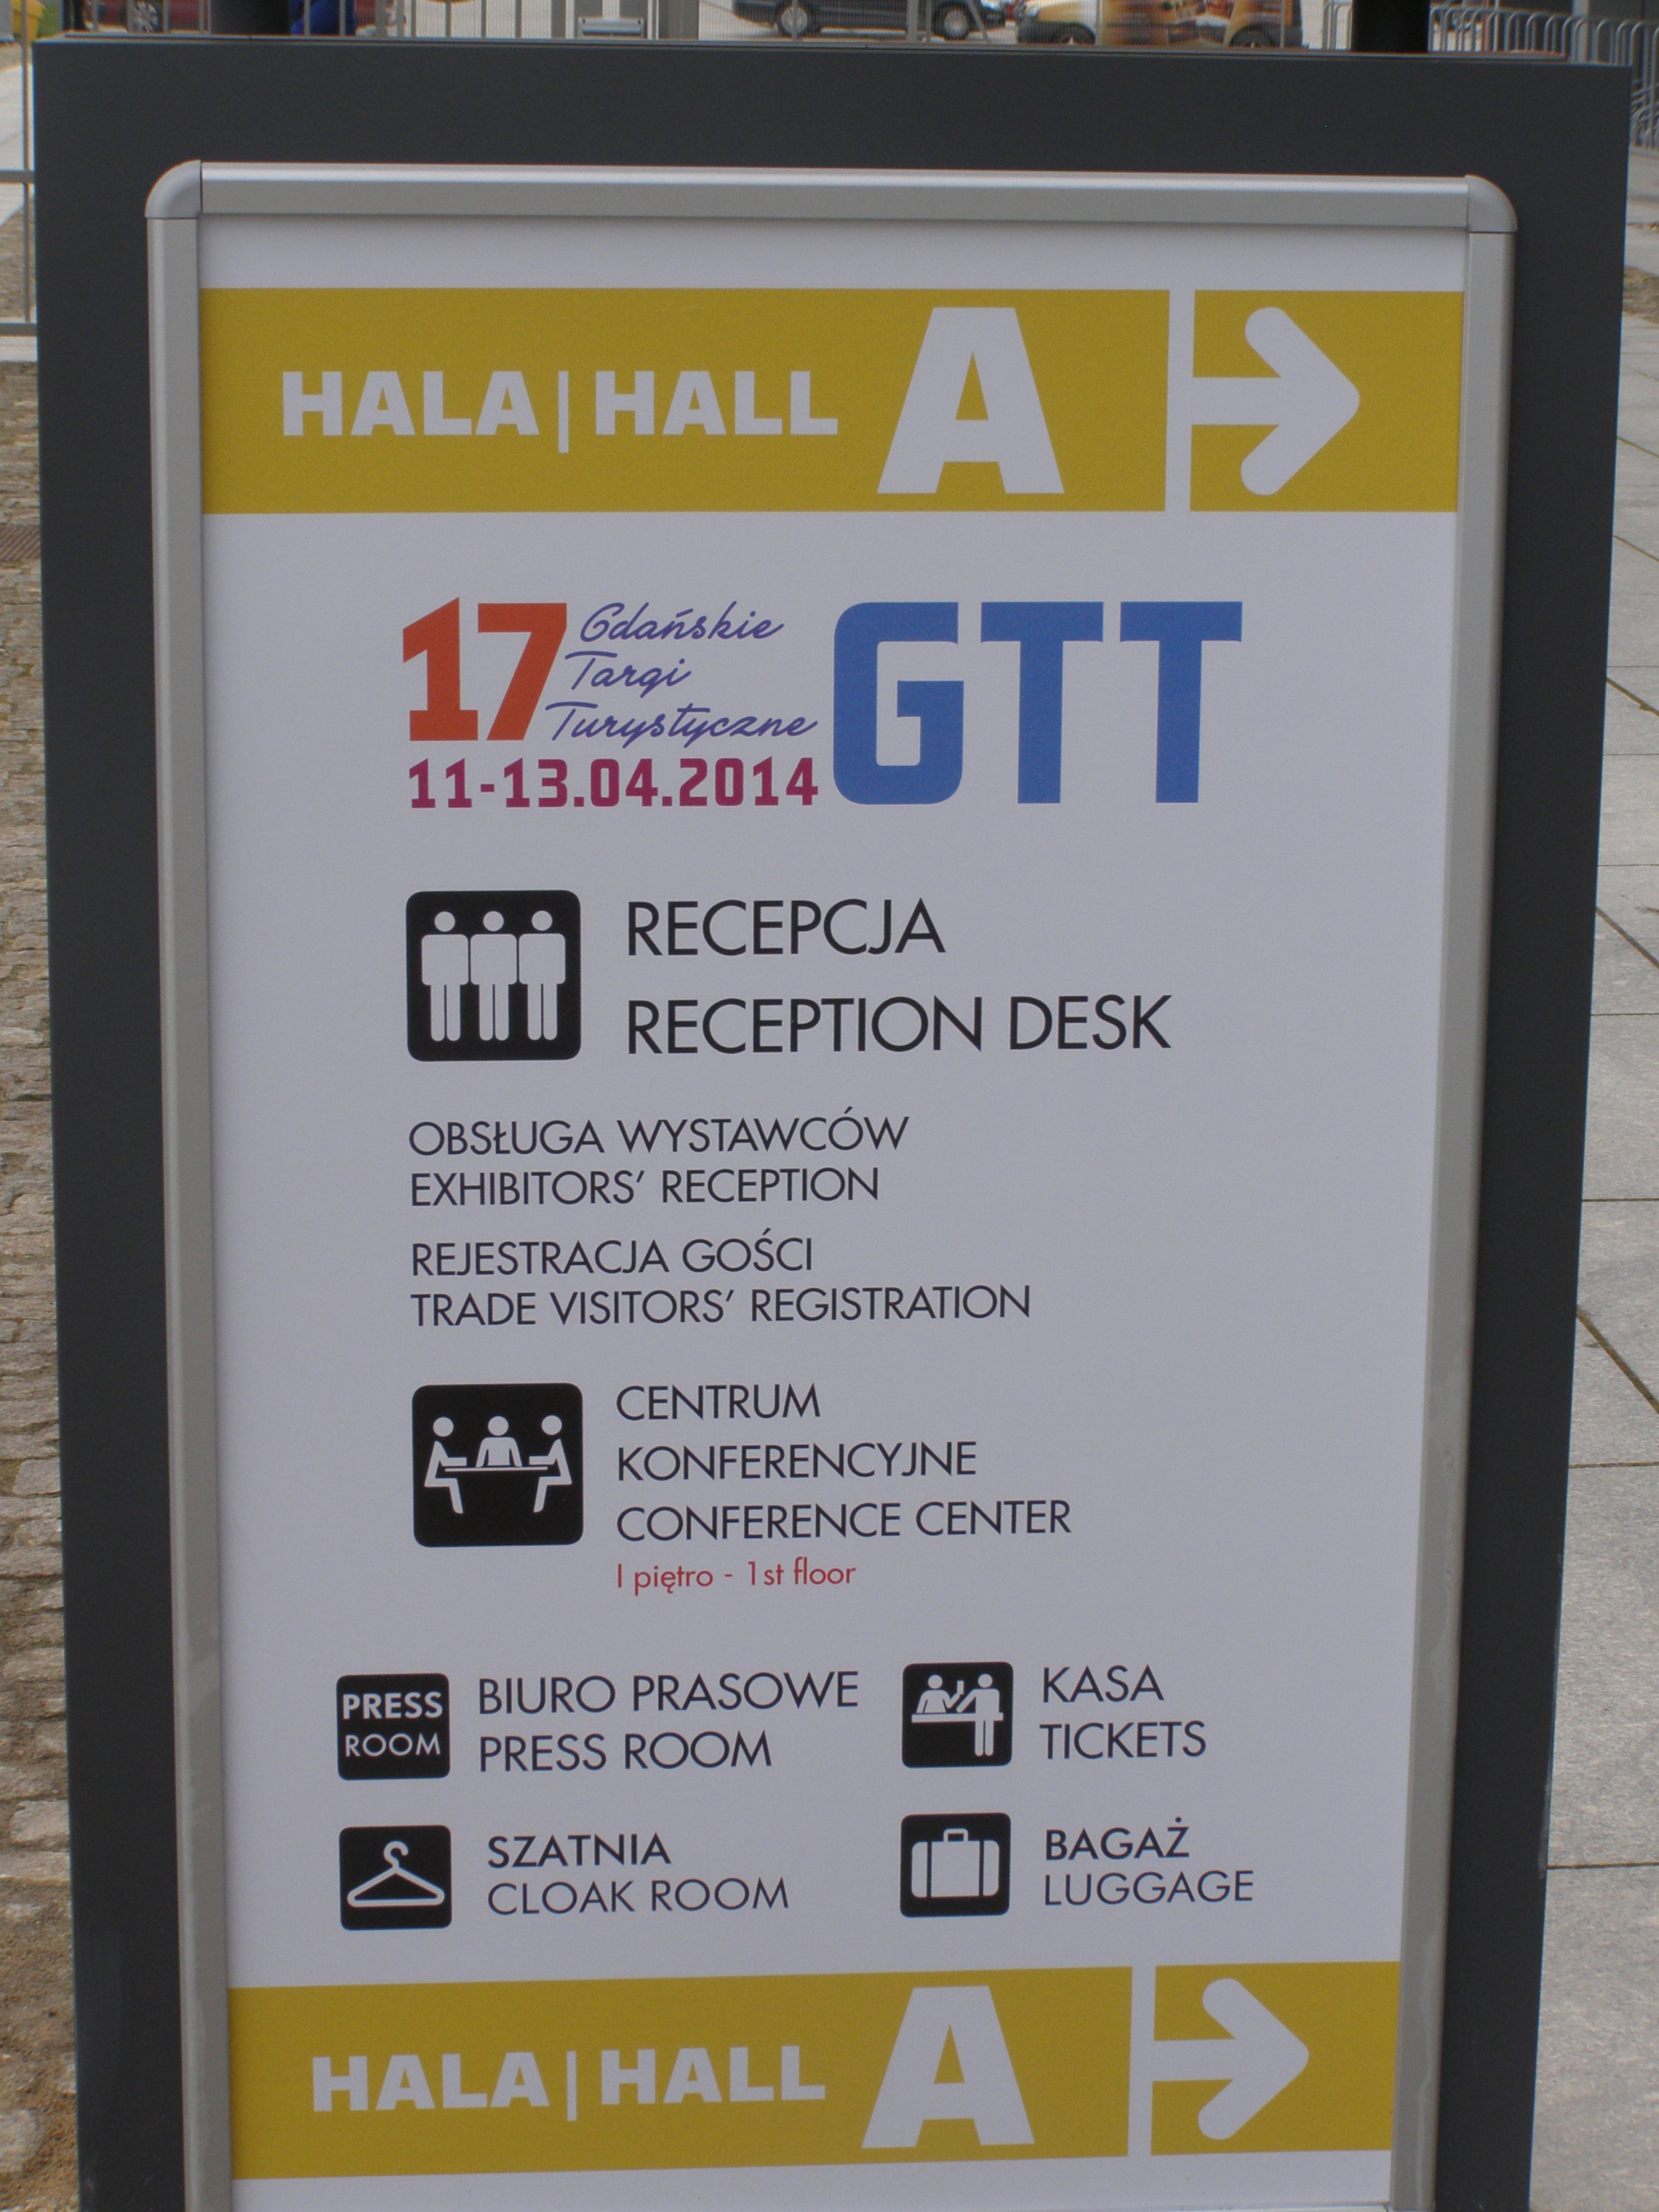 HALA | HALL A
17 Gdańskie
Targi
Turystyczne
11-13.04.2014
GTT
RECEPCJA
RECEPTION DESK
OBSŁUGA WYSTAWCÓW
EXHIBITORS' RECEPTION
REJESTRACJA GOŚCI
TRADE VISITORS' REGISTRATION
CENTRUM
KONFERENCYJNE
CONFERENCE CENTER
I piętro - 1st floor
PRESS
ROOM
BIURO PRASOWE
PRESS ROOM
KASA
TICKETS
SZATNIA
CLOAK ROOM
BAGAŻ
LUGGAGE
HALA | HALL A